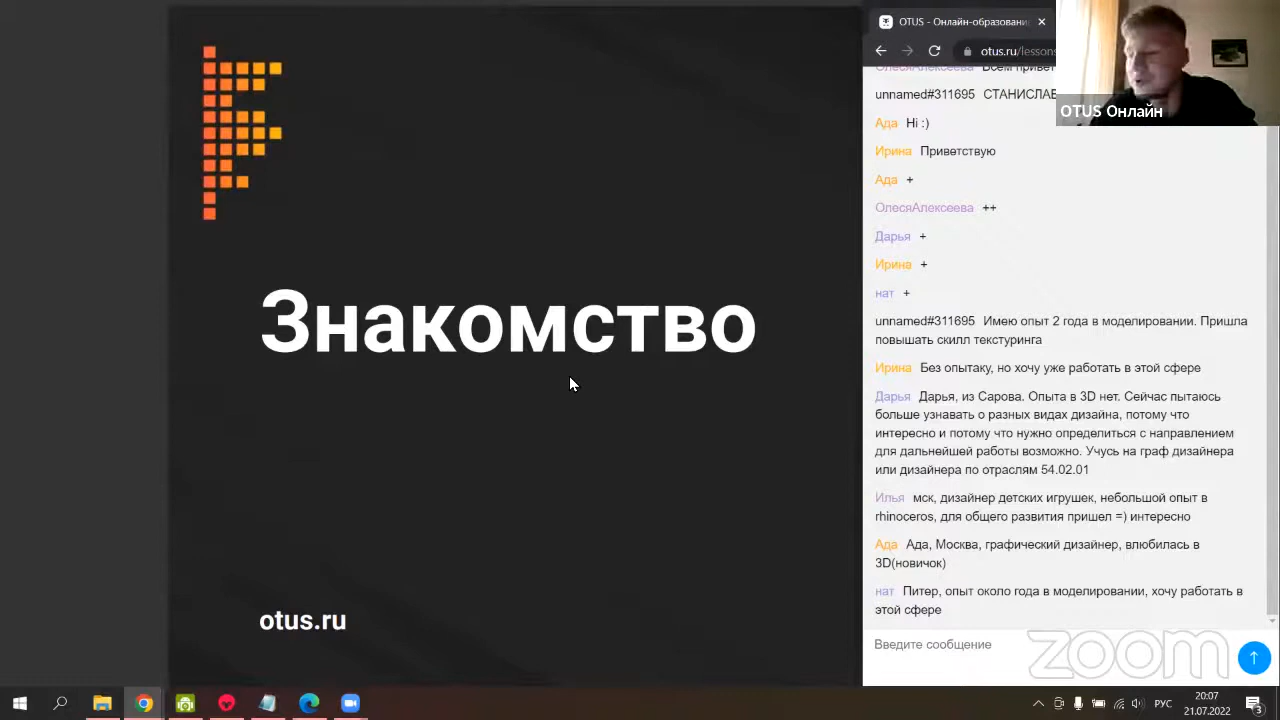 Знакомство
otus.ru
OTUS - Онлайн-образовани
otus.ru/lessons
OTUS Онлайн
ОлесяАлексеева Всем привет
unnamed#311695 СТАНИСЛАВ
Ада Hi :)
Ирина Приветствую
Ада +
ОлесяАлексеева ++
Дарья +
Ирина +
нат +
unnamed#311695 Имею опыт 2 года в моделировании. Пришла
повышать скилл текстуринга
Ирина Без опытаку, но хочу уже работать в этой сфере
Дарья Дарья, из Сарова. Опыта в 3D нет. Сейчас пытаюсь
больше узнавать о разных видах дизайна, потому что
интересно и потому что нужно определиться с направлением
для дальнейшей работы возможно. Учусь на граф дизайнера
или дизайнера по отраслям 54.02.01
Илья мск, дизайнер детских игрушек, небольшой опыт в
rhinoceros, для общего развития пришел =) интересно
Ада Ада, Москва, графический дизайнер, влюбилась в
3D(новичок)
нат Питер, опыт около года в моделировании, хочу работать в
этой сфере
Введите сообщение
zoom
РУС
20:07
21.07.2022
3